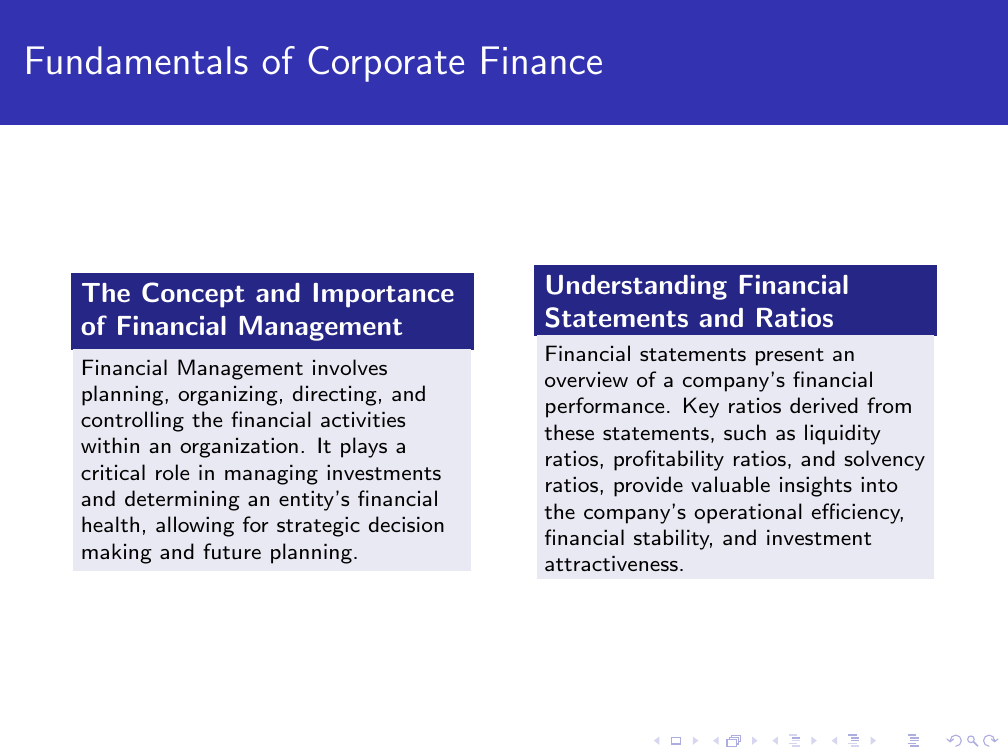 Fundamentals of Corporate Finance
The Concept and Importance
of Financial Management
Financial Management involves
planning, organizing, directing, and
controlling the financial activities
within an organization. It plays a
critical role in managing investments
and determining an entity's financial
health, allowing for strategic decision
making and future planning.
Understanding Financial
Statements and Ratios
Financial statements present an
overview of a company's financial
performance. Key ratios derived from
these statements, such as liquidity
ratios, profitability ratios, and solvency
ratios, provide valuable insights into
the company's operational efficiency,
financial stability, and investment
attractiveness.